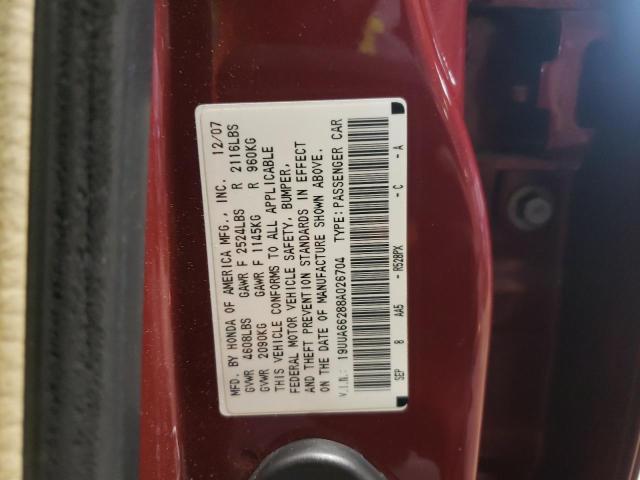 MFD. BY HONDA OF AMERICA MFG., INC. 12/07
GVWR 4608LBS GAWR F 2524LBS R 2116LBS
GVWR 2090KG GAWR F 1145KG R 960KG
THIS VEHICLE CONFORMS TO ALL APPLICABLE
FEDERAL MOTOR VEHICLE SAFETY, BUMPER,
AND THEFT PREVENTION STANDARDS IN EFFECT
ON THE DATE OF MANUFACTURE SHOWN ABOVE.
V.I.N.: 19UUA66288A026704 TYPE: PASSENGER CAR
SEP 8 AA5 - R528PX - C - A